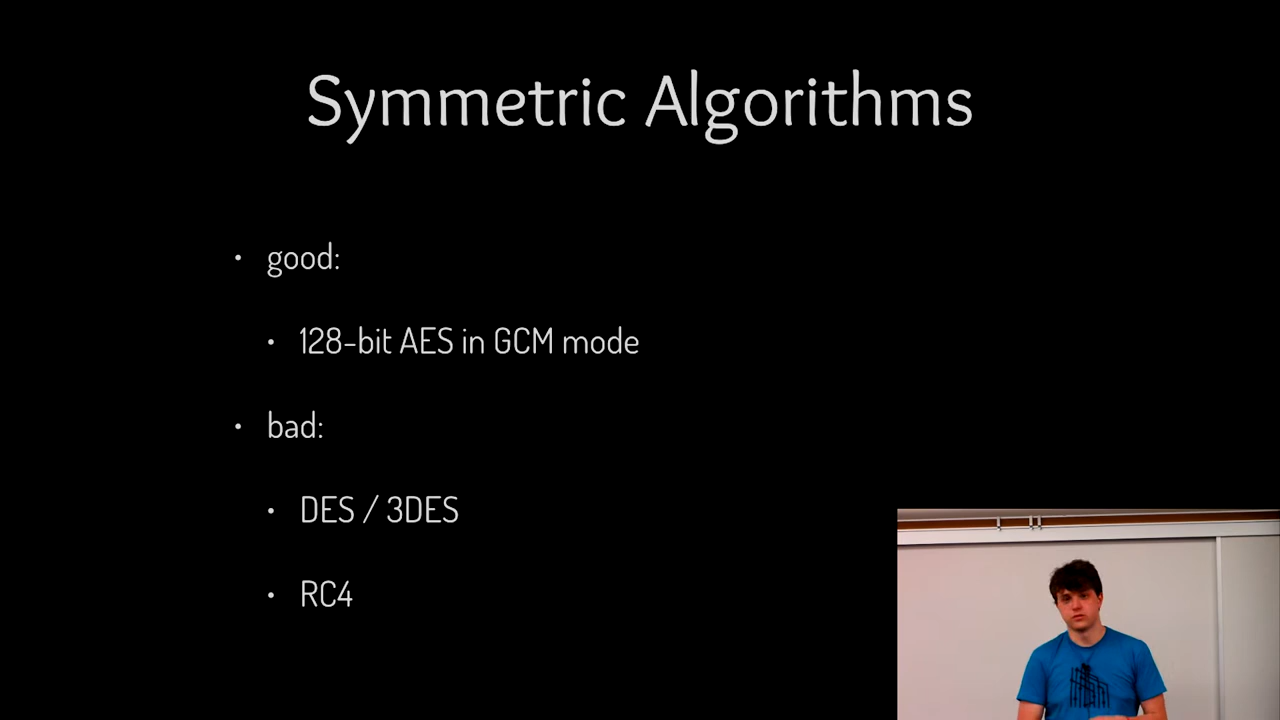 Symmetric Algorithms
• good:
• 128-bit AES in GCM mode
• bad:
• DES / 3DES
• RC4